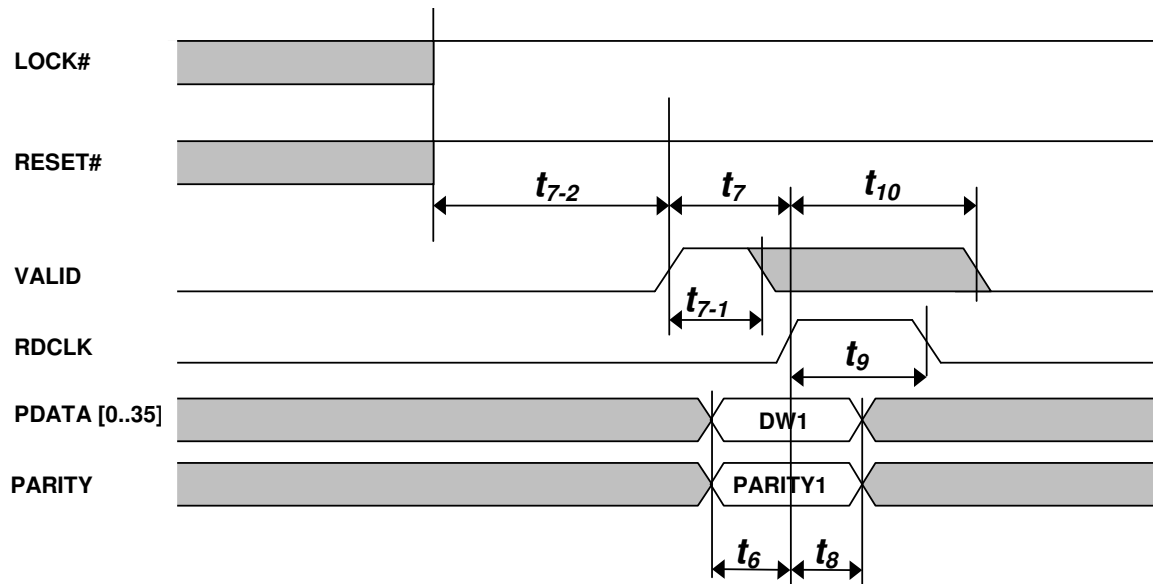 LOCK#
RESET#
t7-2 t7 t10
VALID
t7-1
RDCLK
t9
PDATA [0..35] DW1
PARITY PARITY1
t6 t8